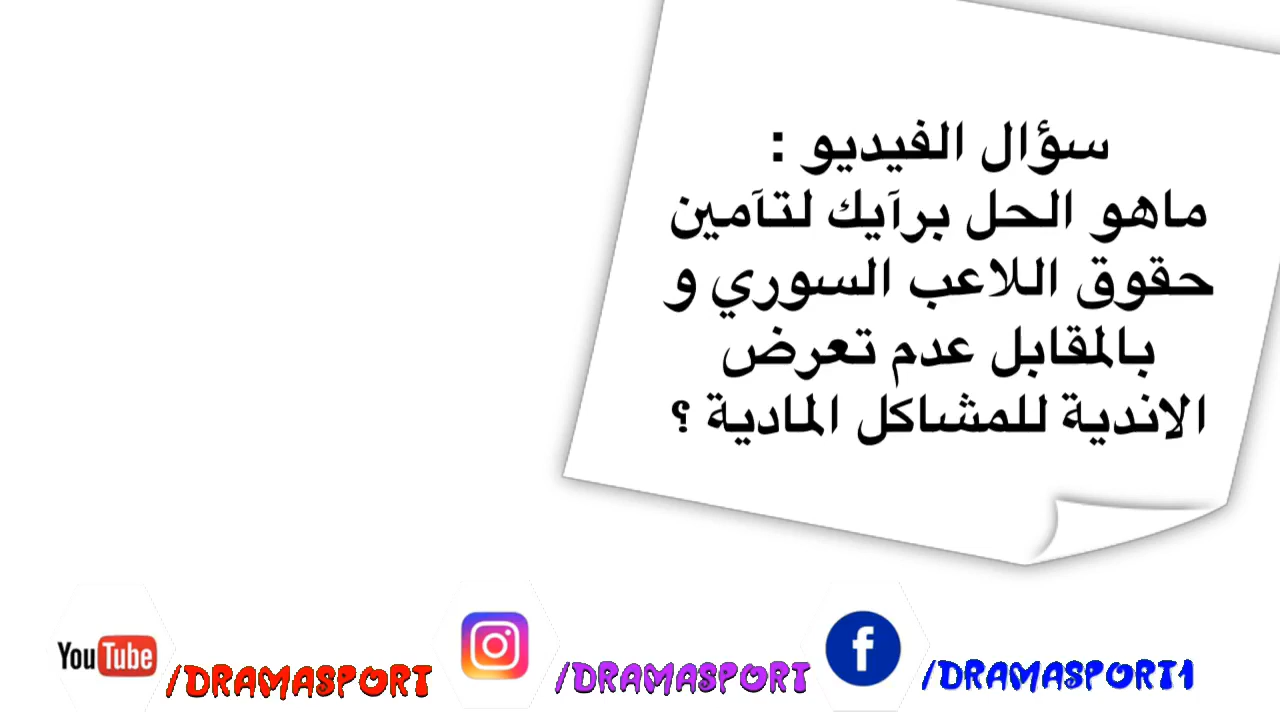 سؤال الفيديو :
ماهو الحل برآيك لتآمين
حقوق اللاعب السوري و
بالمقابل عدم تعرض
الاندية للمشاكل المادية ؟
YouTube /DRAMASPORT
/DRAMASPORT
f /DRAMASPORT1